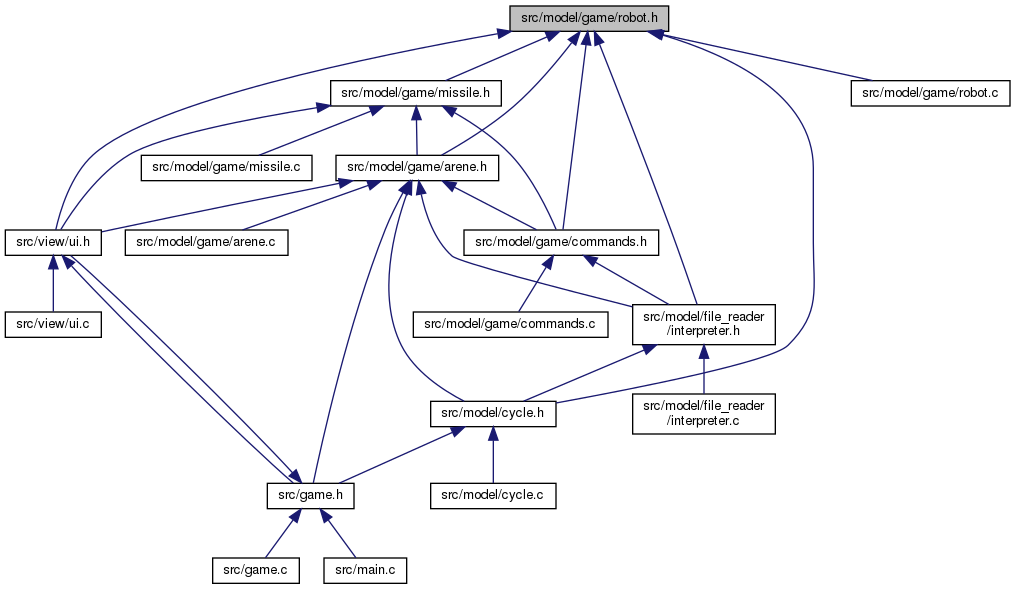 src/model/game/robot.h
src/model/game/missile.h
src/model/game/robot.c
src/model/game/missile.c
src/model/game/arene.h
src/view/ui.h
src/model/game/arene.c
src/model/game/commands.h
src/view/ui.c
src/model/game/commands.c
src/model/file_reader
/interpreter.h
src/model/cycle.h
src/model/file_reader
/interpreter.c
src/game.h
src/model/cycle.c
src/game.c
src/main.c